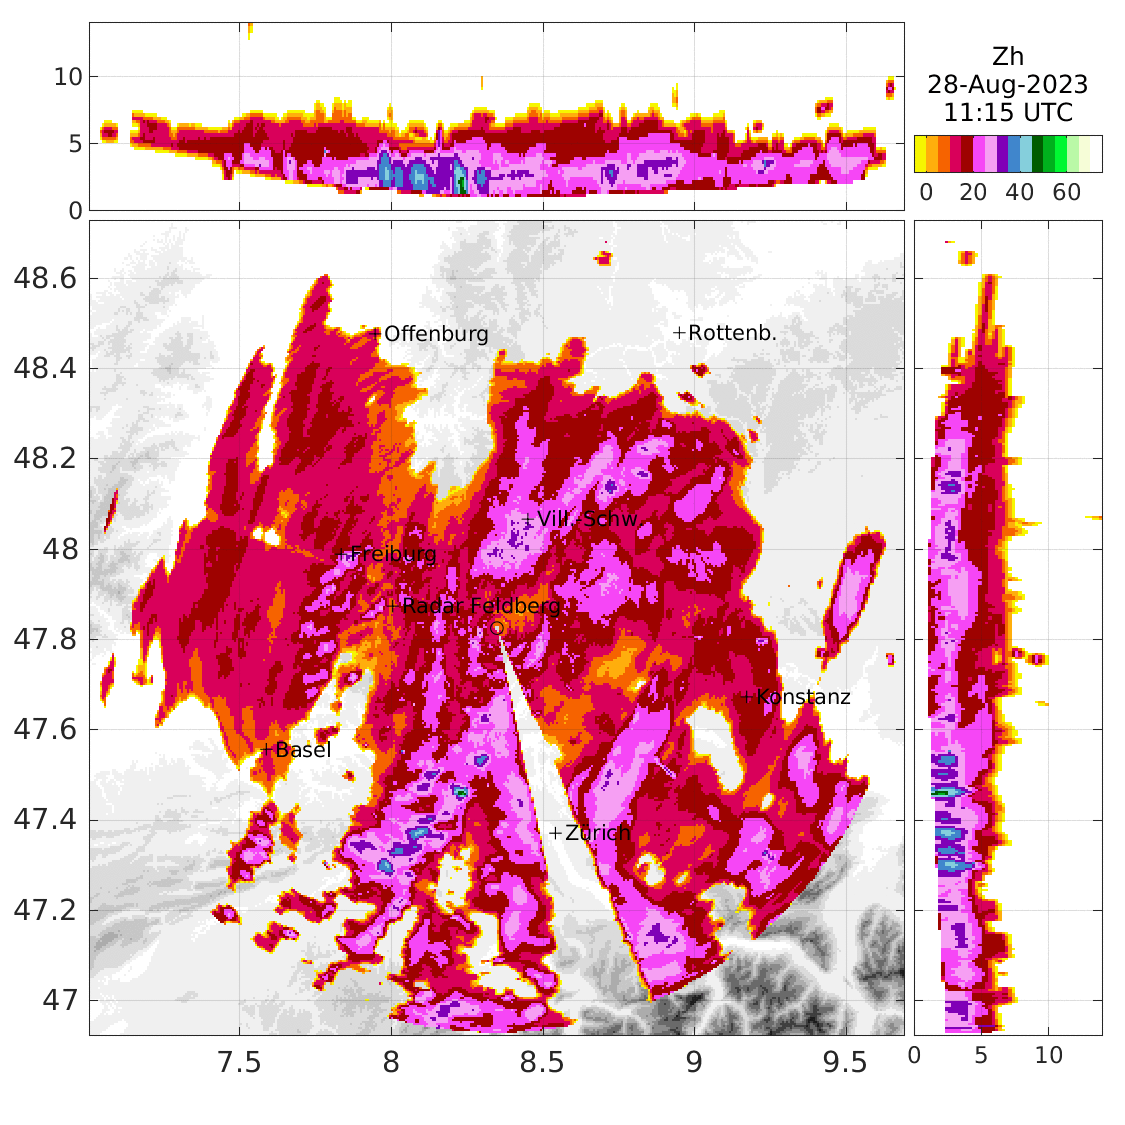 10
5
0
Zh
28-Aug-2023
11:15 UTC
0 20 40 60
48.6
48.4
48.2
48
47.8
47.6
47.4
47.2
47
+Offenburg
+Rottenb.
+Vill.-Schw
+Freiburg
+Radar Feldberg
+Konstanz
+Basel
+Zürich
7.5 8 8.5 9 9.5
0 5 10